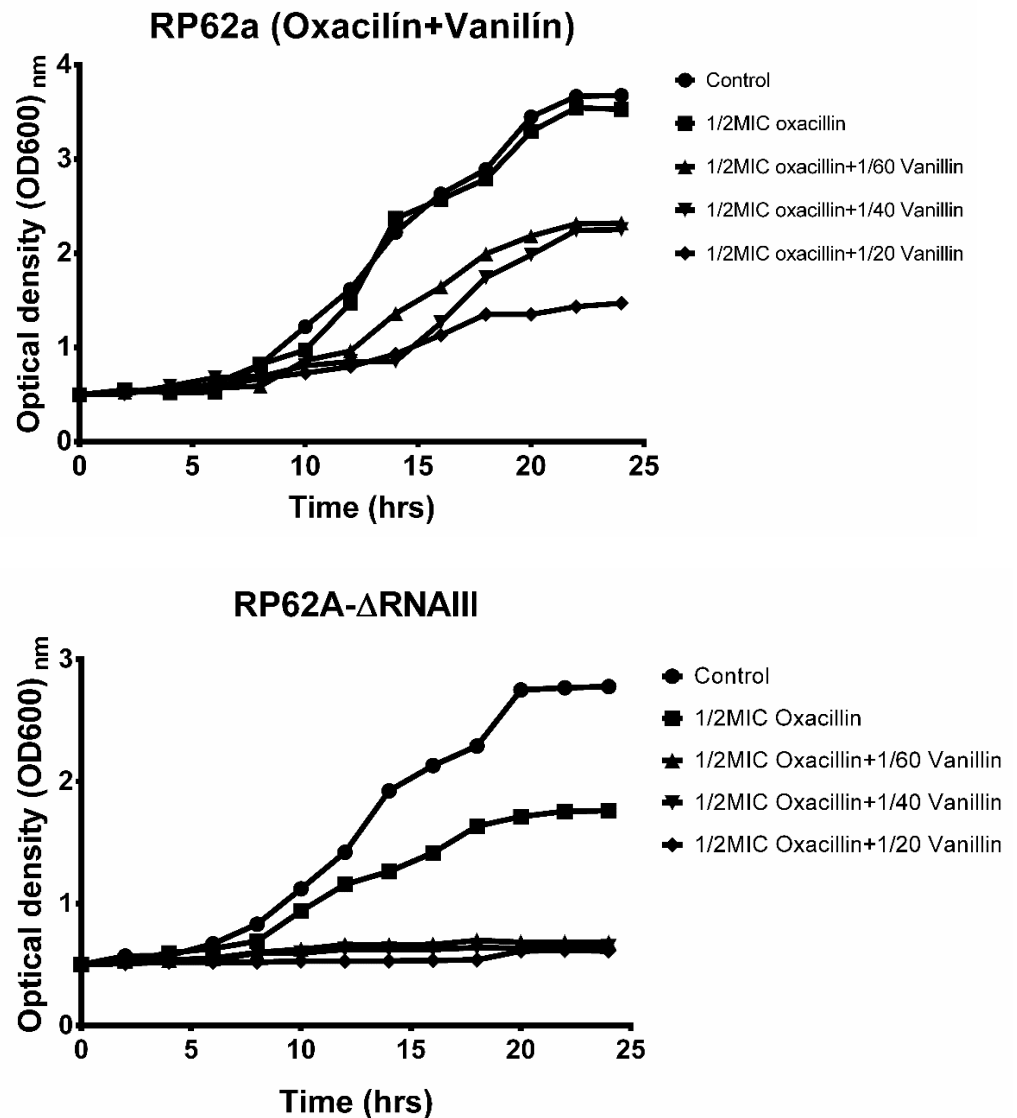 RP62a (Oxacilín+Vanilín)
Optical density (OD600) nm
4
3
2
1
0
0 5 10 15 20 25
Time (hrs)
Control
1/2MIC oxacillin
1/2MIC oxacillin+1/60 Vanillin
1/2MIC oxacillin+1/40 Vanillin
1/2MIC oxacillin+1/20 Vanillin
RP62A-ΔRNAIII
Optical density (OD600) nm
3
2
1
0
0 5 10 15 20 25
Time (hrs)
Control
1/2MIC Oxacillin
1/2MIC Oxacillin+1/60 Vanillin
1/2MIC Oxacillin+1/40 Vanillin
1/2MIC Oxacillin+1/20 Vanillin